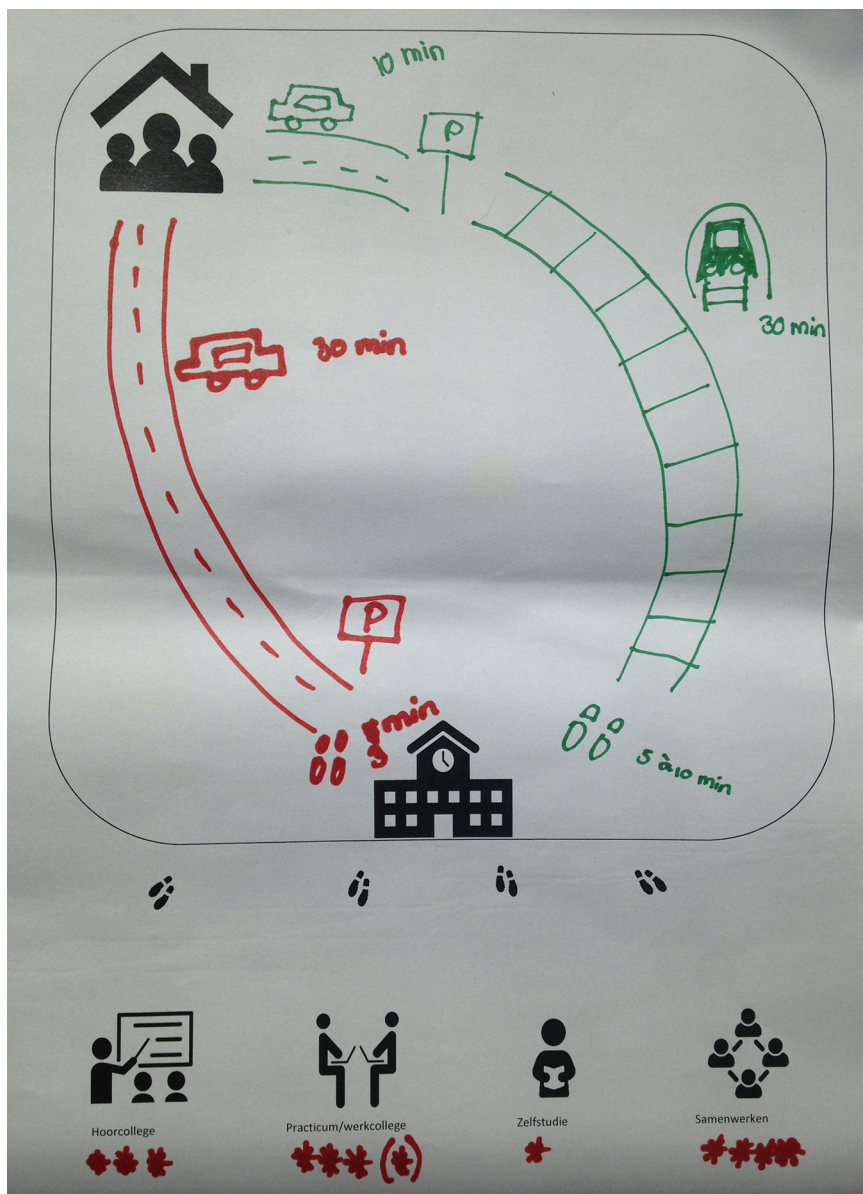 10 min
P
30 min
30 min
P
min
5 à 10 min
Hoorcollege
Practicum/werkcollege
Zelfstudie
Samenwerken